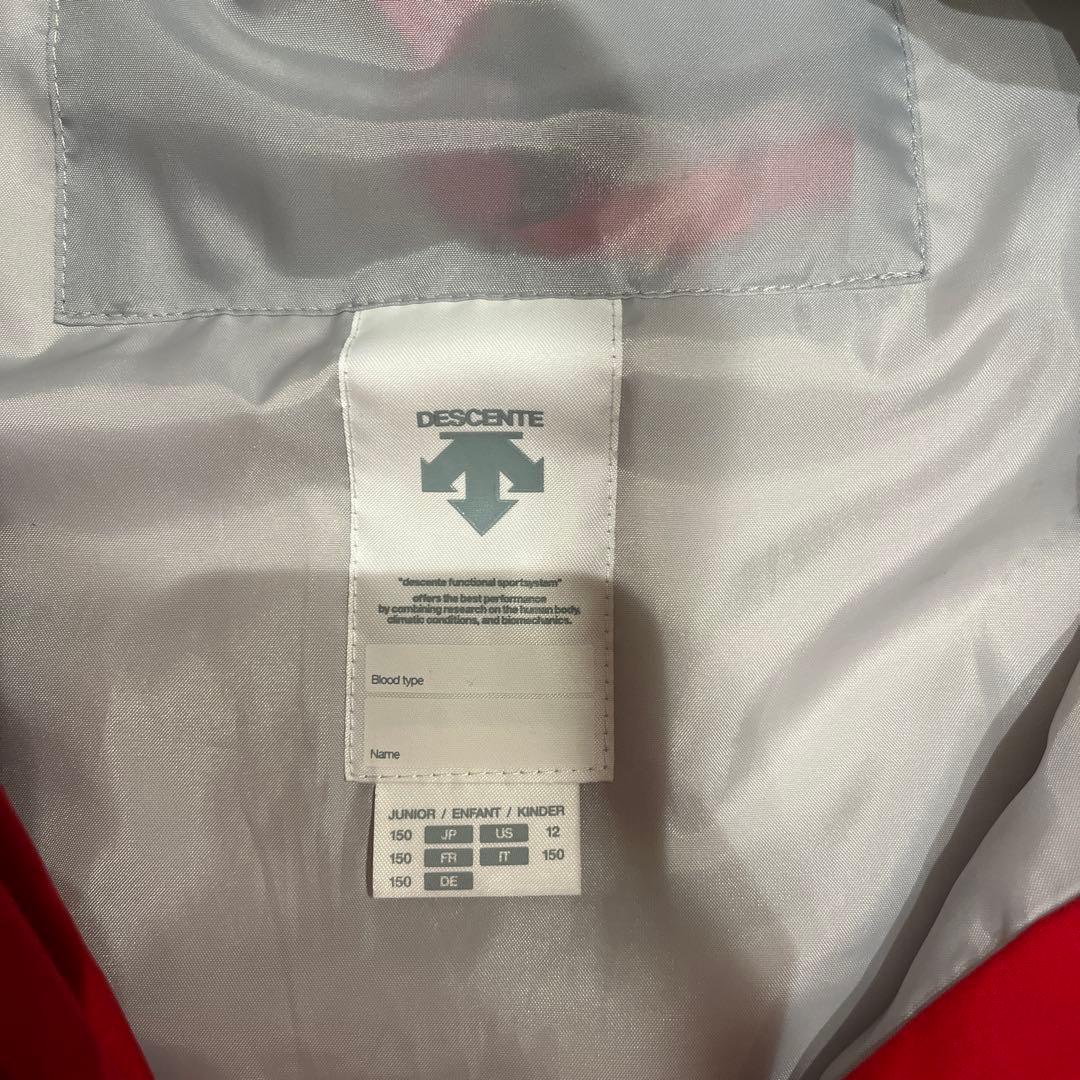 DESCENTE
"descente functional sportsystem"
offers the best performance
by combining research on the human body,
climatic conditions, and biomechanics.
Blood type
Name
JUNIOR / ENFANT / KINDER
150 JP US 12
150 FR IT 150
150 DE